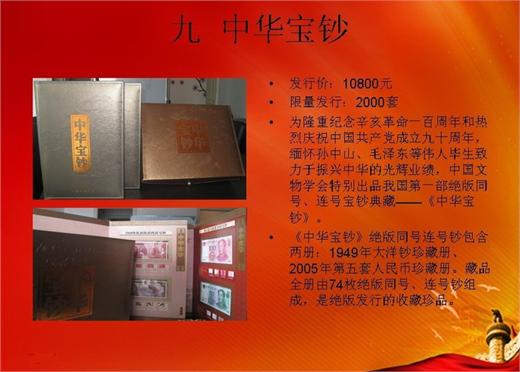 九 中华宝钞
• 发行价：10800元
• 限量发行：2000套
• 为隆重纪念辛亥革命一百周年和热
烈庆祝中国共产党成立九十周年，
缅怀孙中山、毛泽东等伟人毕生致
力于振兴中华的光辉业绩，中国文
物学会特别出品我国第一部绝版同
号、连号宝钞典藏——《中华宝
钞》。
• 《中华宝钞》绝版同号连号钞包含
两册：1949年大洋钞珍藏册、
2005年第五套人民币珍藏册。藏品
全册由74枚绝版同号、连号钞组
成，是绝版发行的收藏珍品。
中华宝钞